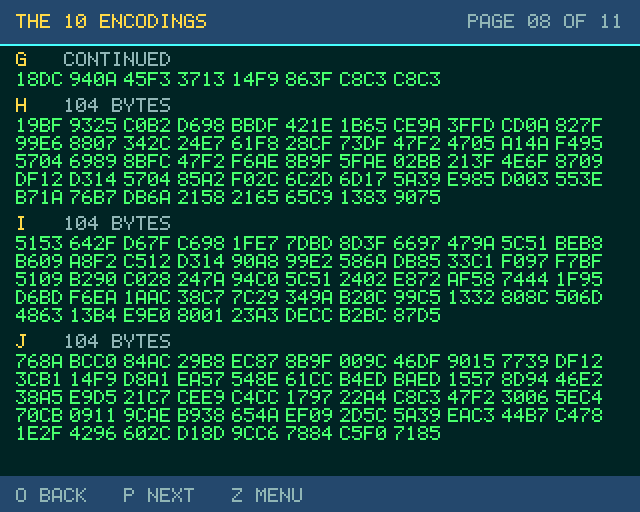 THE 10 ENCODINGS PAGE 08 OF 11
G CONTINUED
18DC 940A 45F3 3713 14F9 863F C8C3 C8C3
H 104 BYTES
19BF 9325 C0B2 D698 BBDF 421E 1B65 CE9A 3FFD CD0A 827F
99E6 8807 342C 24E7 61F8 28CF 73DF 47F2 4705 A14A F495
5704 6989 8BFC 47F2 F6AE 8B9F 5FAE 02BB 213F 4E6F 8709
DF12 D314 5704 85A2 F02C 6C2D 6D17 5A39 E985 D003 553E
B71A 76B7 DB6A 2158 2165 65C9 1383 9075
I 104 BYTES
5153 642F D67F C698 1FE7 7DBD 8D3F 6697 479A 5C51 BEB8
B609 A8F2 C512 D314 90A8 99E2 586A DB85 33C1 F097 F7BF
5109 B290 C028 247A 94C0 5C51 2402 E872 AF58 7444 1F95
D6BD F6EA 1AAC 38C7 7C29 349A B20C 99C5 1332 808C 506D
4863 13B4 E9E0 8001 23A3 DECC B2BC 87D5
J 104 BYTES
768A BCC0 84AC 29B8 EC87 8B9F 009C 46DF 9015 7739 DF12
3CB1 14F9 D8A1 EA57 548E 61CC B4ED BAED 1557 8D94 46E2
38A5 E9D5 21C7 CEE9 C4CC 1797 22A4 C8C3 47F2 3006 5EC4
70CB 0911 9CAE B938 654A EF09 2D5C 5A39 EAC3 44B7 C478
1E2F 4296 602C D18D 9CC6 7884 C5F0 7185
O BACK P NEXT Z MENU